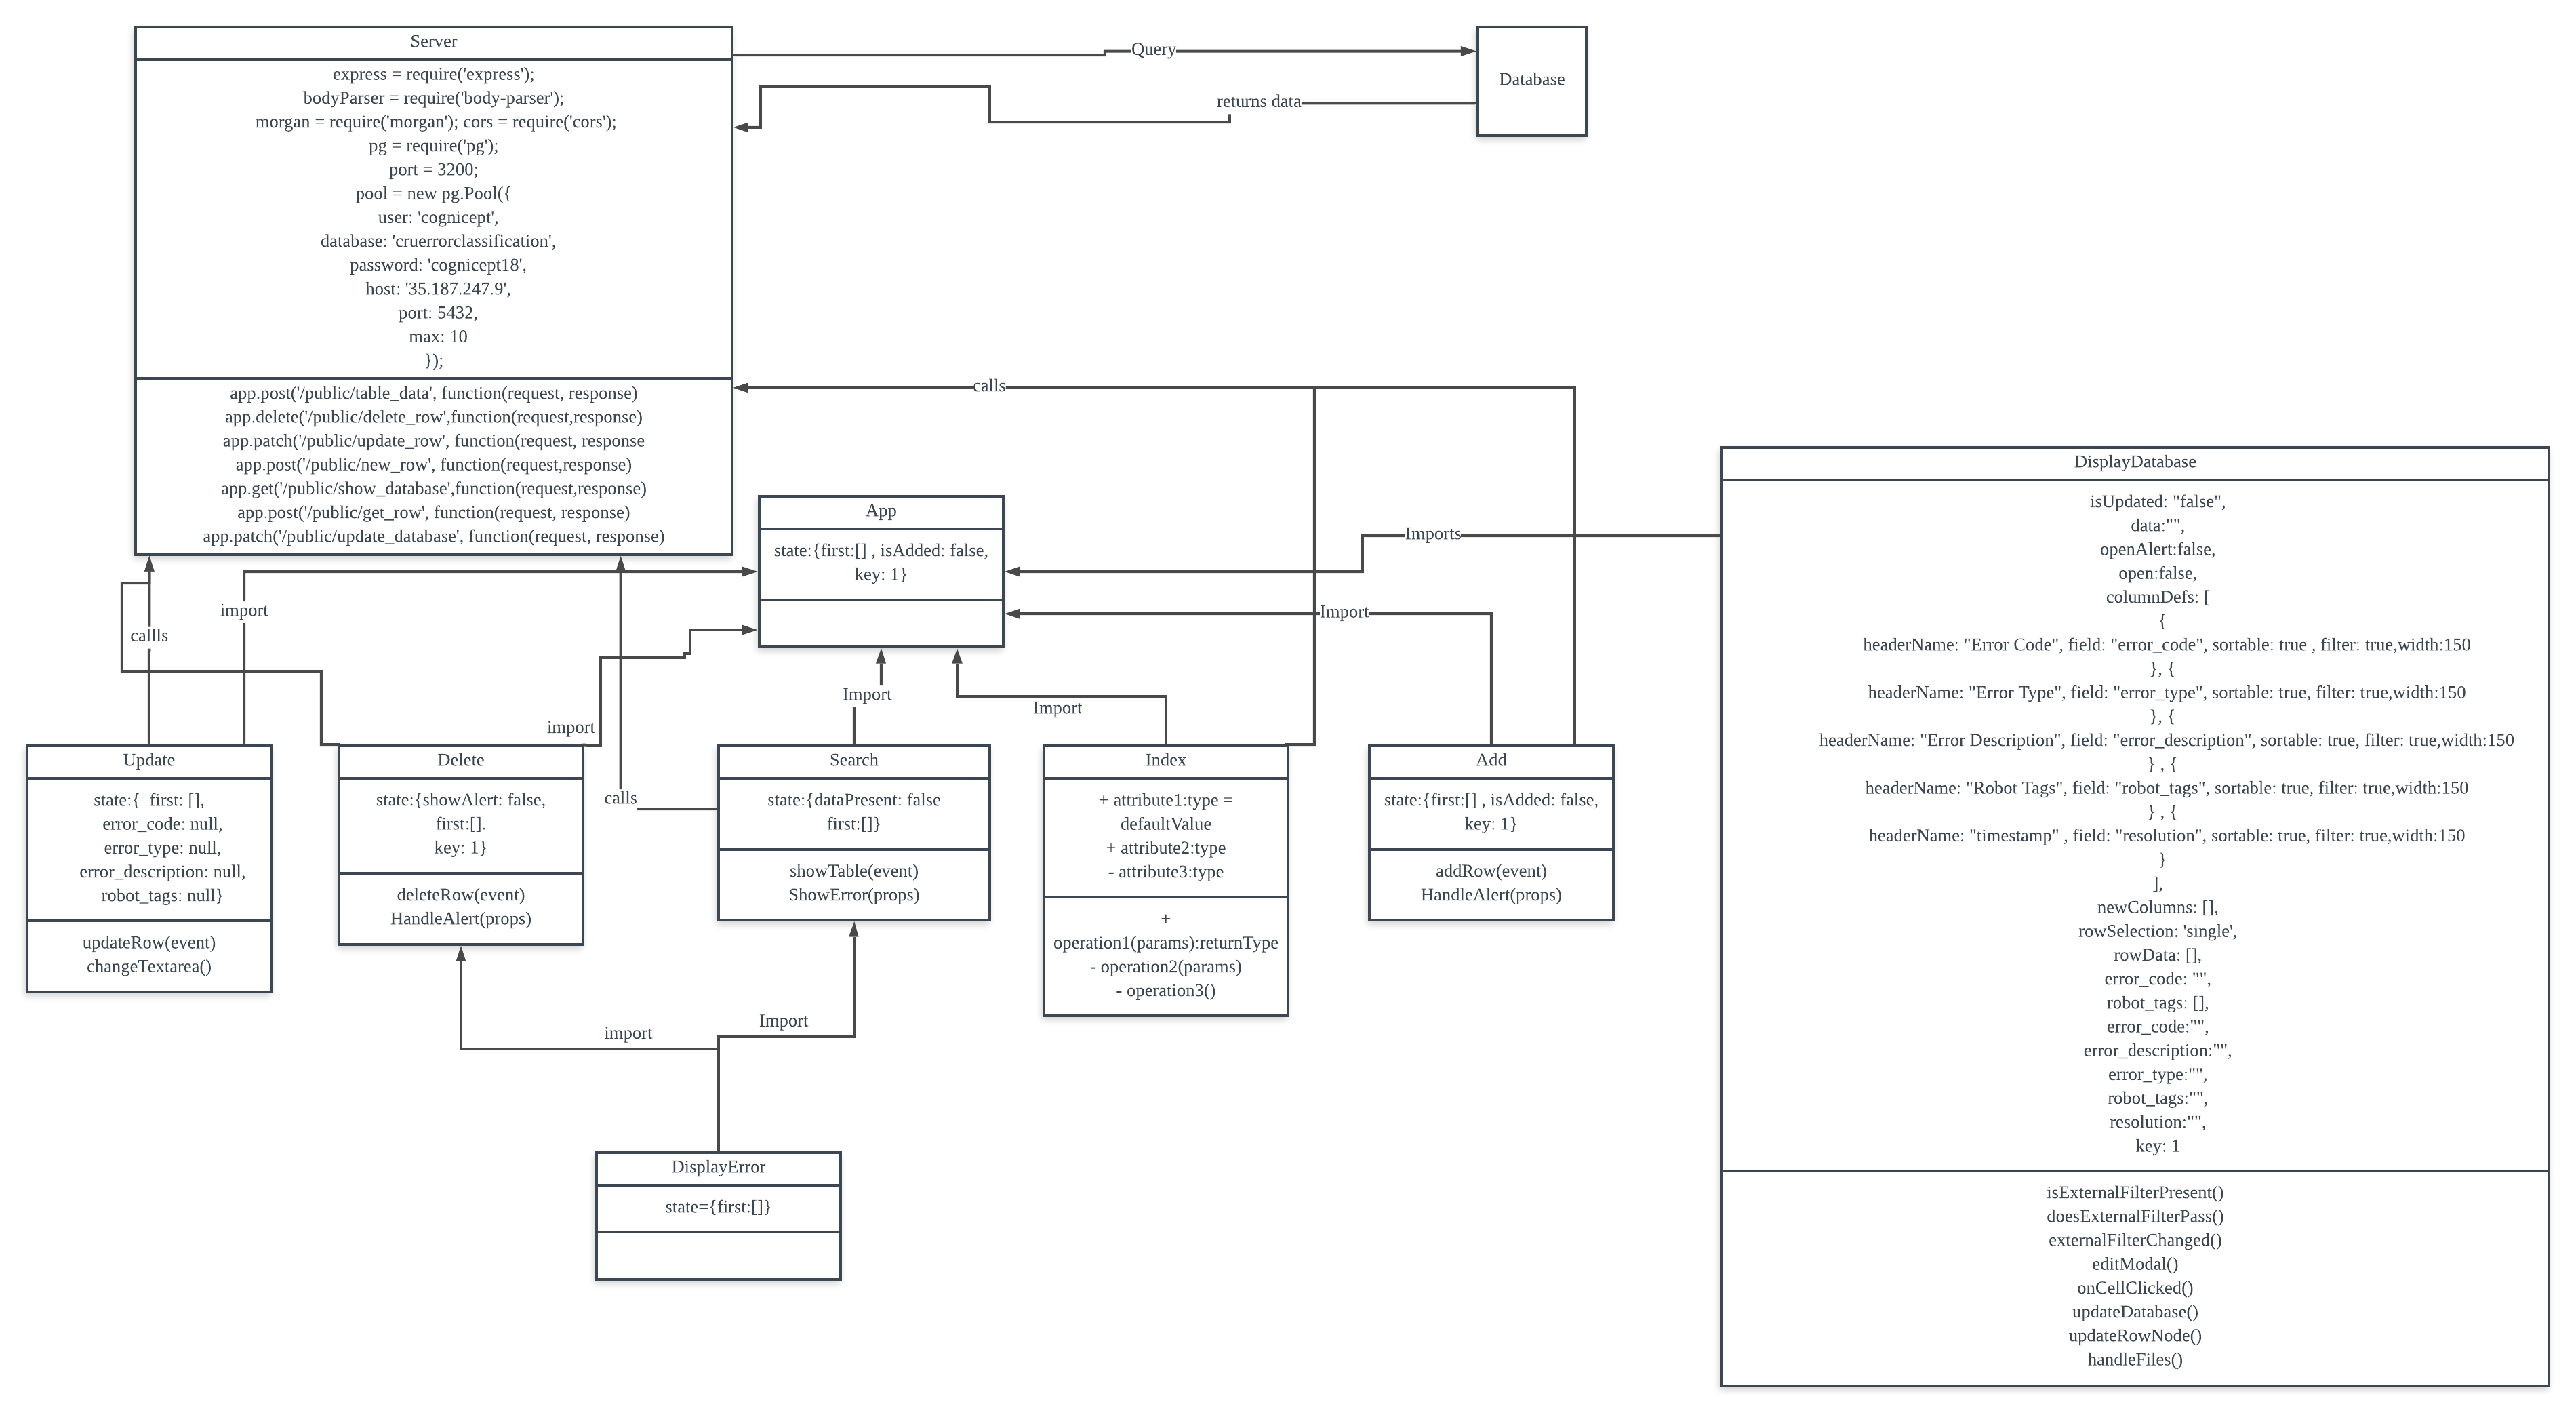 Server
express = require('express');
bodyParser = require('body-parser');
morgan = require('morgan'); cors = require('cors');
pg = require('pg');
port = 3200;
pool = new pg.Pool({
user: 'cognicept',
database: 'cruerrorclassification',
password: 'cognicept18',
host: '35.187.247.9',
port: 5432,
max: 10
});
app.post('/public/table_data', function(request, response)
app.delete('/public/delete_row',function(request,response)
app.patch('/public/update_row', function(request, response
app.post('/public/new_row', function(request,response)
app.get('/public/show_database',function(request,response)
app.post('/public/get_row', function(request, response)
app.patch('/public/update_database', function(request, response)
Query
returns data
Database
calls
App
state:{first:[] , isAdded: false,
key: 1}
Imports
Import
import
callls
import
Import
Import
calls
Update
state:{  first: [],
error_code: null,
error_type: null,
error_description: null,
robot_tags: null}
updateRow(event)
changeTextarea()
Delete
state:{showAlert: false,
first:[].
key: 1}
deleteRow(event)
HandleAlert(props)
Search
state:{dataPresent: false
first:[]}
showTable(event)
ShowError(props)
Index
+ attribute1:type =
defaultValue
+ attribute2:type
- attribute3:type
+
operation1(params):returnType
- operation2(params)
- operation3()
Add
state:{first:[] , isAdded: false,
key: 1}
addRow(event)
HandleAlert(props)
import
Import
DisplayError
state={first:[]}
DisplayDatabase
isUpdated: "false",
data:"",
openAlert:false,
open:false,
columnDefs: [
{
headerName: "Error Code", field: "error_code", sortable: true , filter: true,width:150
}, {
headerName: "Error Type", field: "error_type", sortable: true, filter: true,width:150
}, {
headerName: "Error Description", field: "error_description", sortable: true, filter: true,width:150
} , {
headerName: "Robot Tags", field: "robot_tags", sortable: true, filter: true,width:150
} , {
headerName: "timestamp" , field: "resolution", sortable: true, filter: true,width:150
}
],
newColumns: [],
rowSelection: 'single',
rowData: [],
error_code: "",
robot_tags: [],
error_code:"",
error_description:"",
error_type:"",
robot_tags:"",
resolution:"",
key: 1
isExternalFilterPresent()
doesExternalFilterPass()
externalFilterChanged()
editModal()
onCellClicked()
updateDatabase()
updateRowNode()
handleFiles()